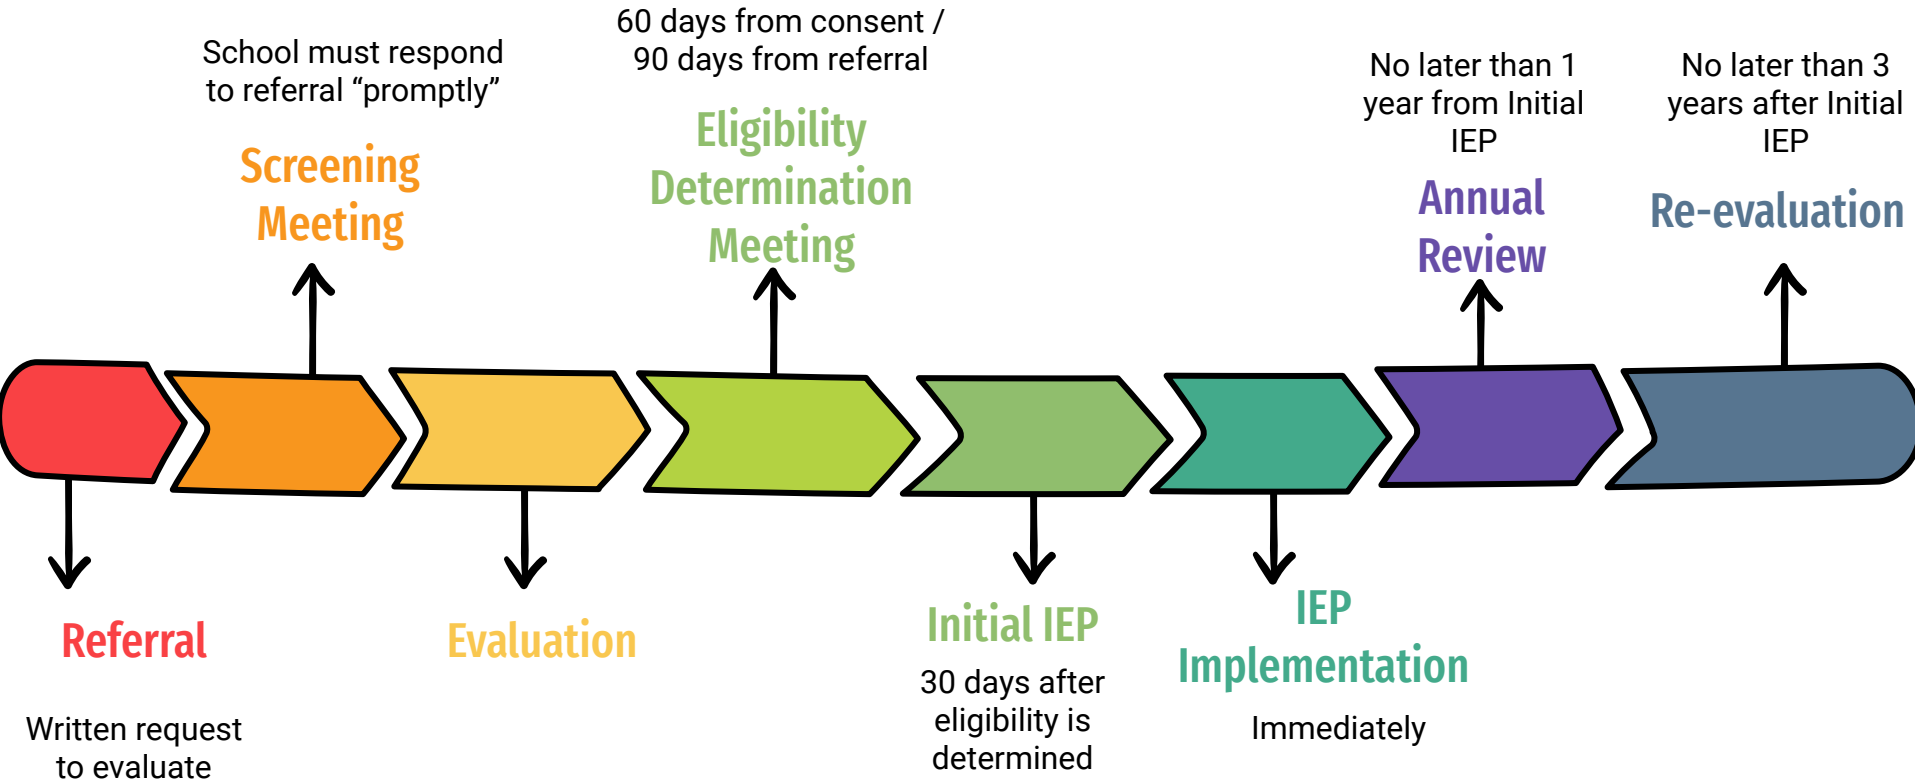 School must respond
to referral “promptly”
Screening
Meeting
60 days from consent /
90 days from referral
Eligibility
Determination
Meeting
No later than 1
year from Initial
IEP
Annual
Review
No later than 3
years after Initial
IEP
Re-evaluation
Referral
Written request
to evaluate
Evaluation
Initial IEP
30 days after
eligibility is
determined
IEP
Implementation
Immediately